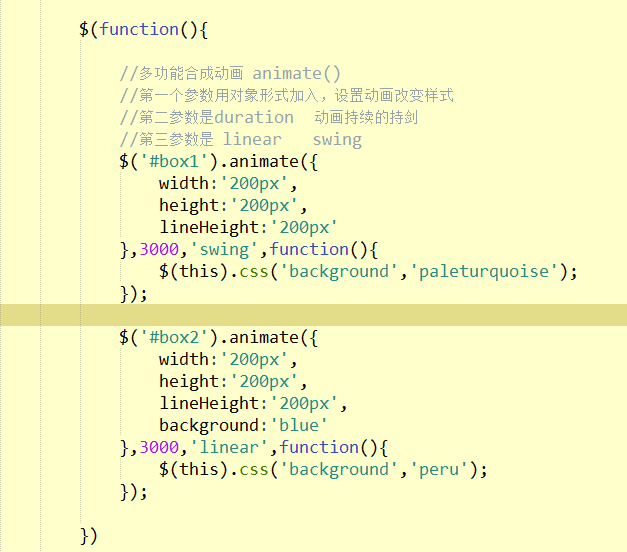 $(function(){
//多功能合成动画 animate()
//第一个参数用对象形式加入，设置动画改变样式
//第二参数是duration  动画持续的持剑
//第三参数是 linear   swing
$('#box1').animate({
width:'200px',
height:'200px',
lineHeight:'200px'
},3000,'swing',function(){
$(this).css('background','paleturquoise');
});
$('#box2').animate({
width:'200px',
height:'200px',
lineHeight:'200px',
background:'blue'
},3000,'linear',function(){
$(this).css('background','peru');
});
})